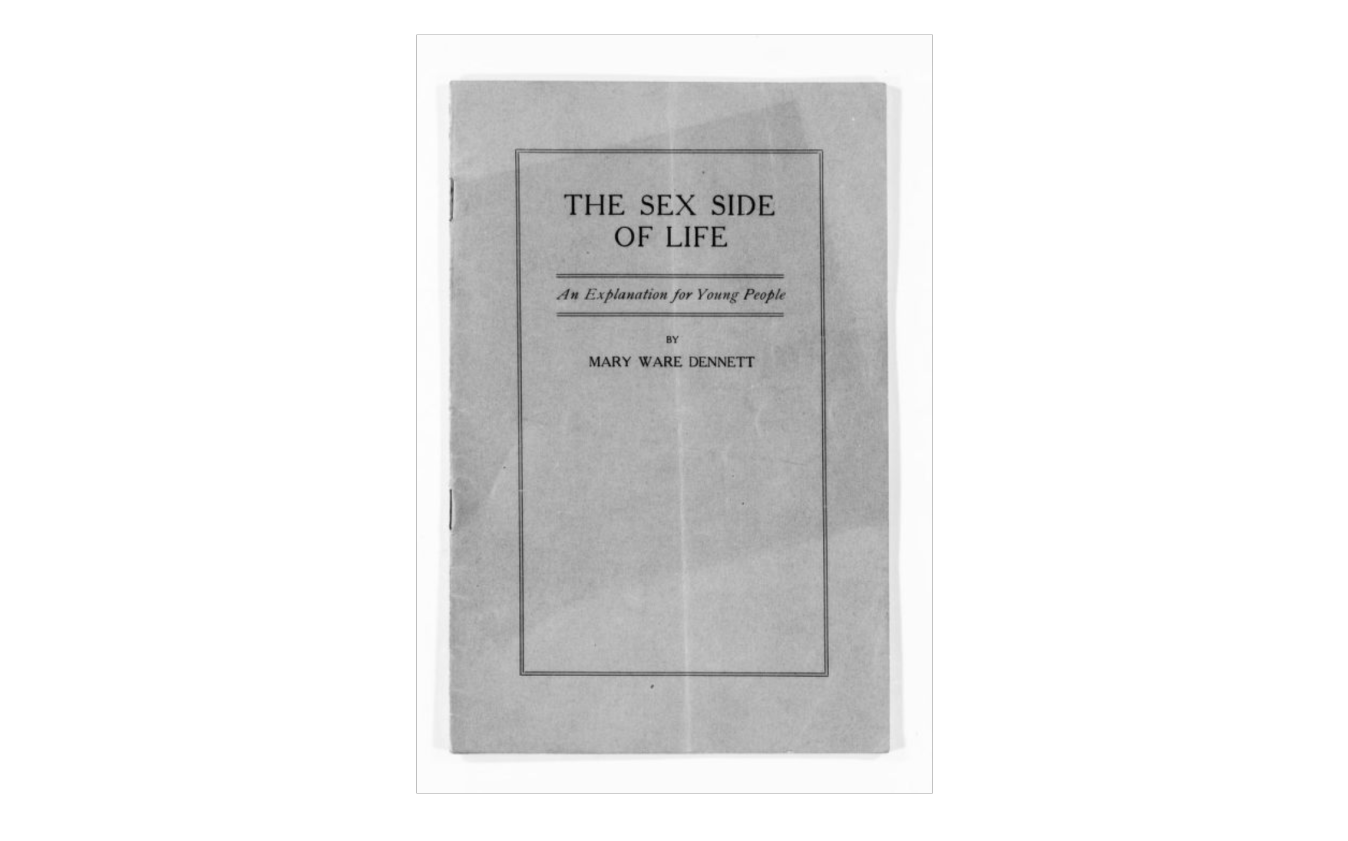 THE SEX SIDE
OF LIFE
An Explanation for Young People
BY
MARY WARE DENNETT